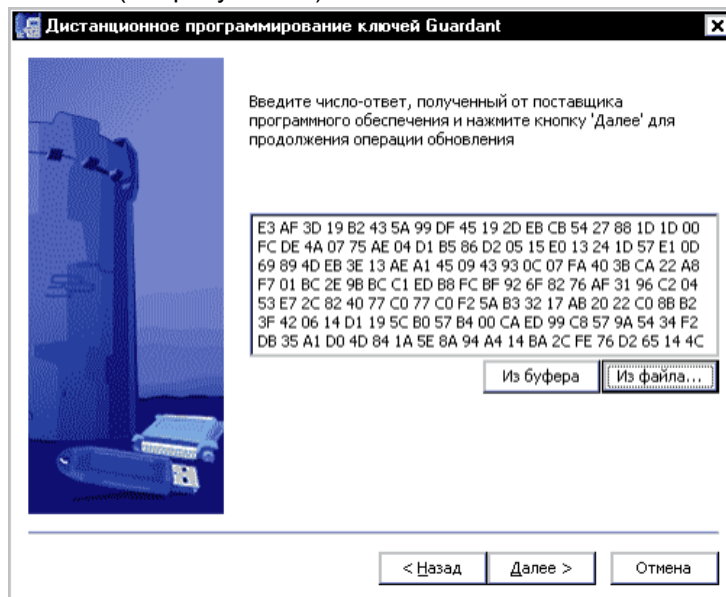 Дистанционное программирование ключей Guardant
Введите число-ответ, полученный от поставщика
программного обеспечения и нажмите кнопку 'Далее' для
продолжения операции обновления
E3 AF 3D 19 B2 43 5A 99 DF 45 19 2D EB CB 54 27 88 1D 1D 00
FC DE 4A 07 75 AE 04 D1 B5 86 D2 05 15 E0 13 24 1D 57 E1 0D
69 89 4D EB 3E 13 AE A1 45 09 43 93 0C 07 FA 40 3B CA 22 A8
F7 01 BC 2E 9B BC C1 ED B8 FC BF 92 6F 82 76 AF 31 96 C2 04
53 E7 2C 82 40 77 C0 77 C0 F2 5A B3 32 17 AB 20 22 C0 8B B2
3F 42 06 14 D1 19 5C B0 57 B4 00 CA ED 99 C8 57 9A 54 34 F2
DB 35 A1 D0 4D 84 1A 5E 8A 94 A4 14 BA 2C FE 76 D2 65 14 4C
Из буфера Из файла...
< Назад Далее > Отмена